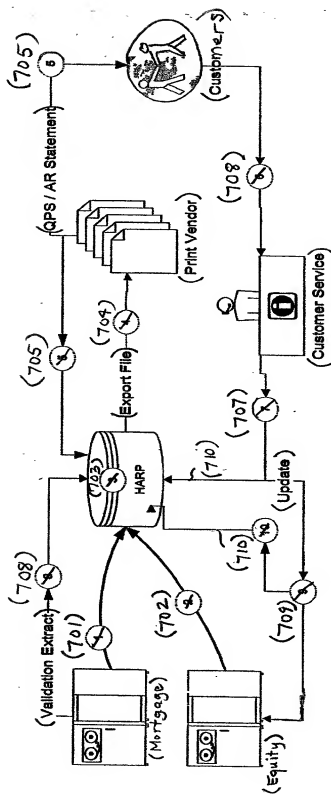 (705)
5
(QPS / AR Statement)
(705)
(708)
(Validation Extract)
(703)
HARP
(704)
(Export File)
(Print Vendor)
(Customers)
(701)
(Mortgage)
(702)
(708)
(710)
(707)
(Customer Service)
i
(710)
(Update)
(709)
(Equity)